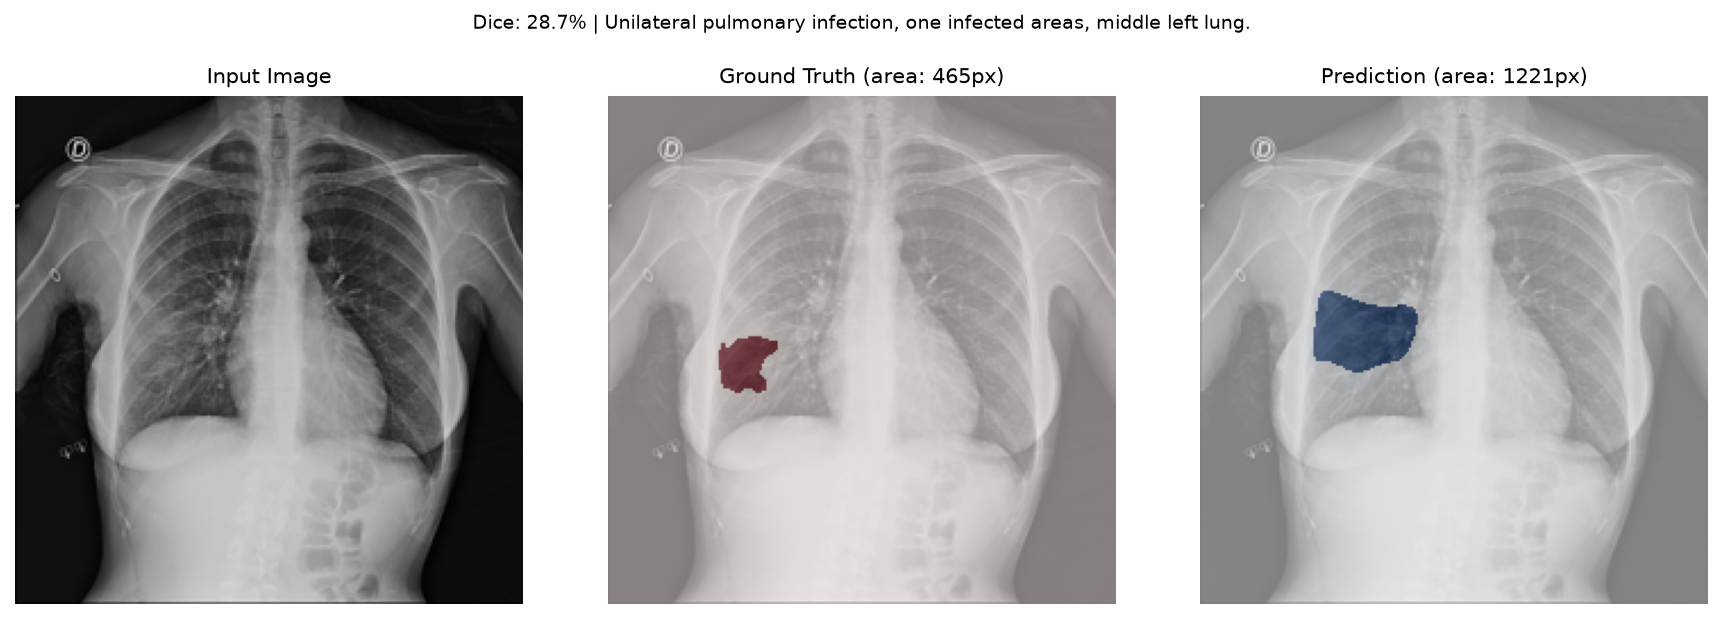 Dice: 28.7% | Unilateral pulmonary infection, one infected areas, middle left lung.
Input Image
Ground Truth (area: 465px)
Prediction (area: 1221px)
D
D
D